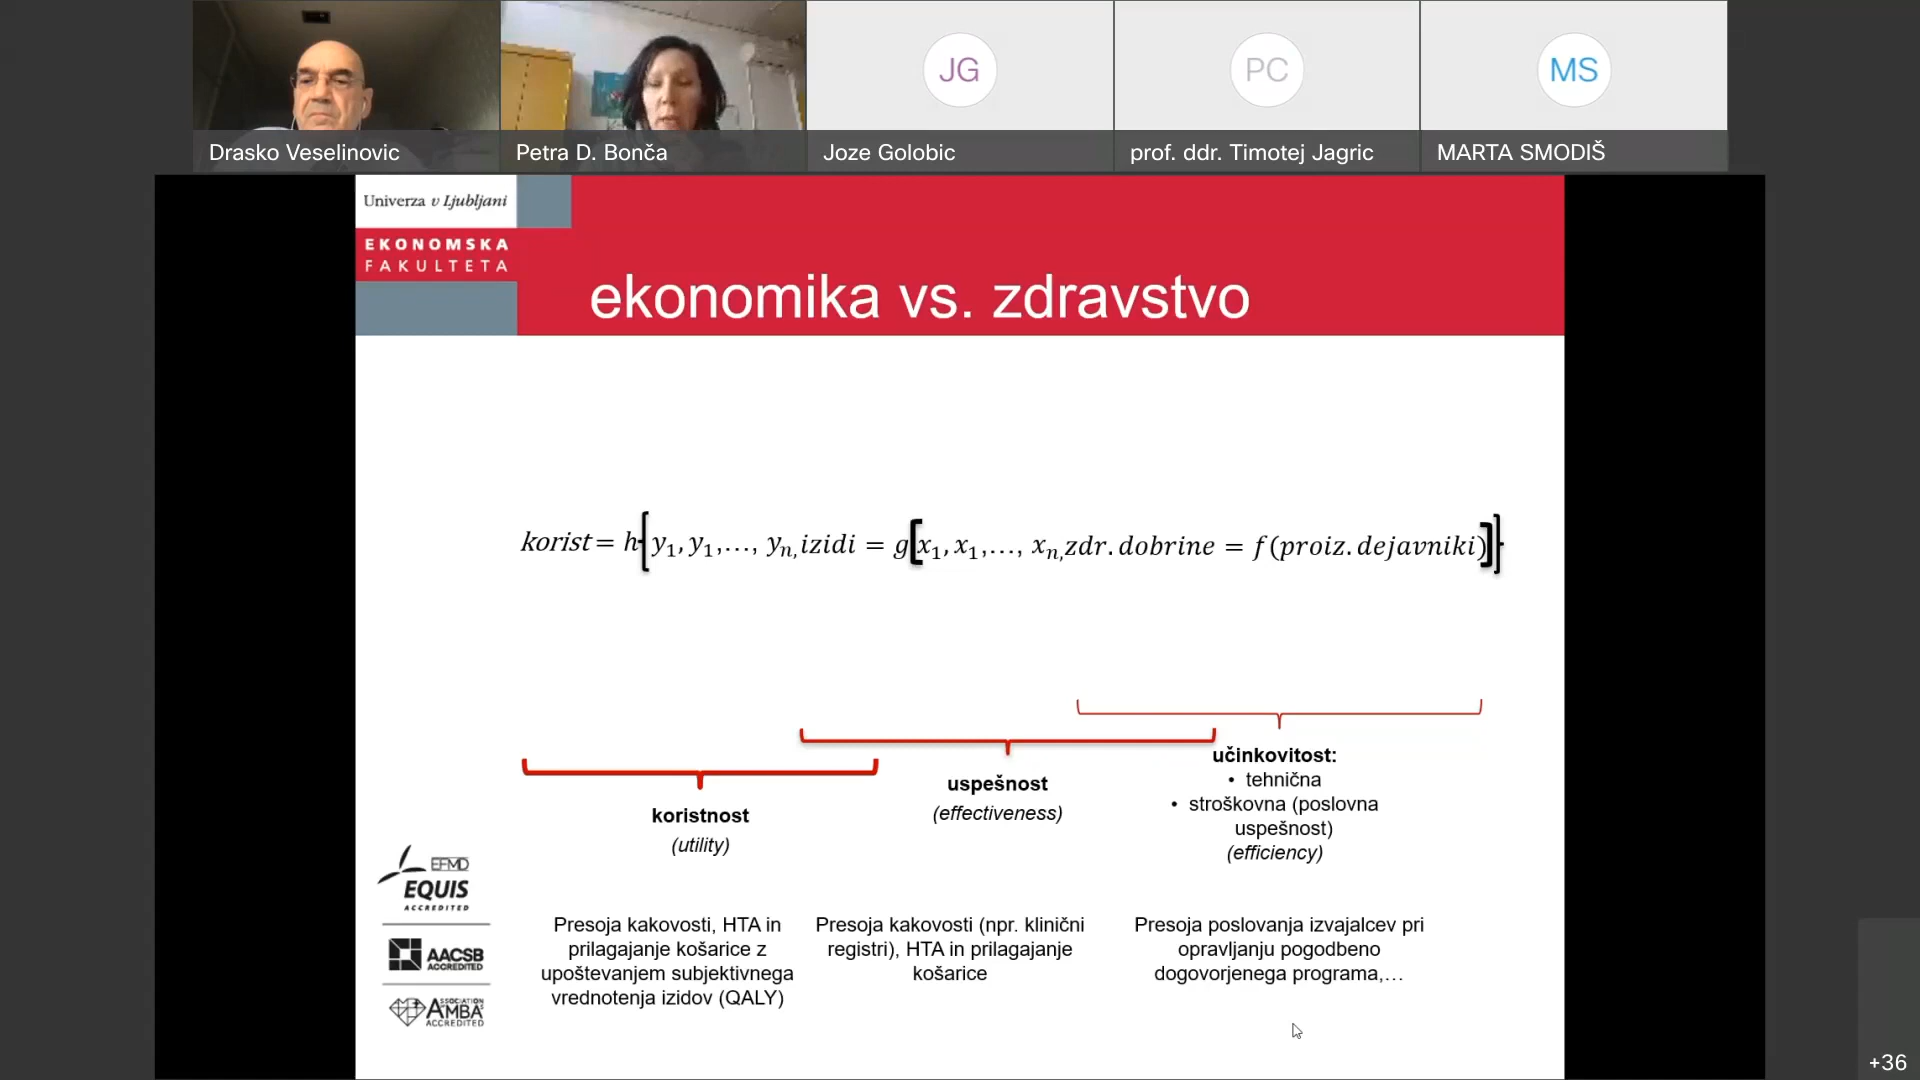 JG
PC
MS
Drasko Veselinovic
Petra D. Bonča
Joze Golobic
prof. ddr. Timotej Jagric
MARTA SMODIŠ
Univerza v Ljubljani
EKONOMSKA
FAKULTETA
ekonomika vs. zdravstvo
korist = h{y₁, y₁,…, yₙ, izidi = g[x₁, x₁,…, xₙ, zdr. dobrine = f(proiz. dejavniki)]}
učinkovitost:
• tehnična
• stroškovna (poslovna
uspešnost)
(efficiency)
uspešnost
(effectiveness)
koristnost
(utility)
EFMD
EQUIS
ACCREDITED
AACSB
ACCREDITED
ASSOCIATION
AMBA
ACCREDITED
Presoja kakovosti, HTA in
prilagajanje košarice z
upoštevanjem subjektivnega
vrednotenja izidov (QALY)
Presoja kakovosti (npr. klinični
registri), HTA in prilagajanje
košarice
Presoja poslovanja izvajalcev pri
opravljanju pogodbeno
dogovorjenega programa,…
+36